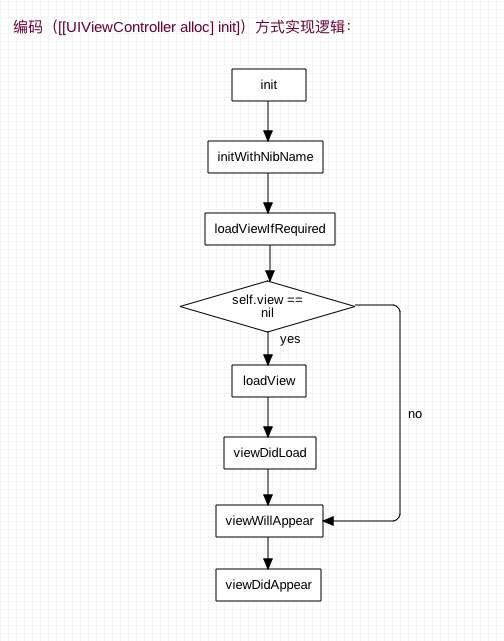 编码（[[UIViewController alloc] init]）方式实现逻辑：
init
initWithNibName
loadViewIfRequired
self.view ==
nil
yes
loadView
no
viewDidLoad
viewWillAppear
viewDidAppear